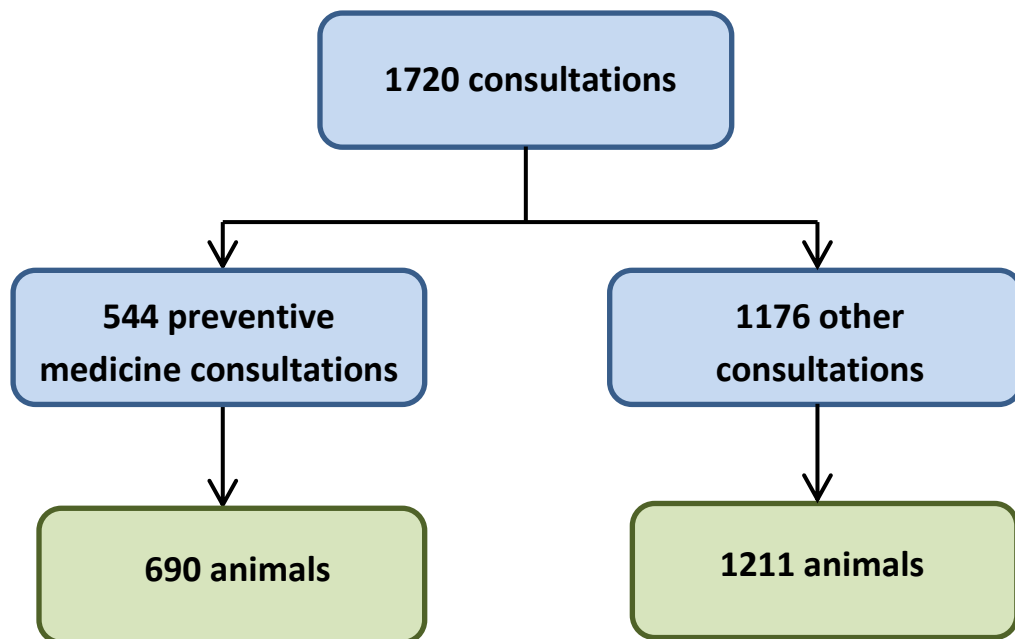 1720 consultations
544 preventive
medicine consultations
1176 other
consultations
690 animals
1211 animals